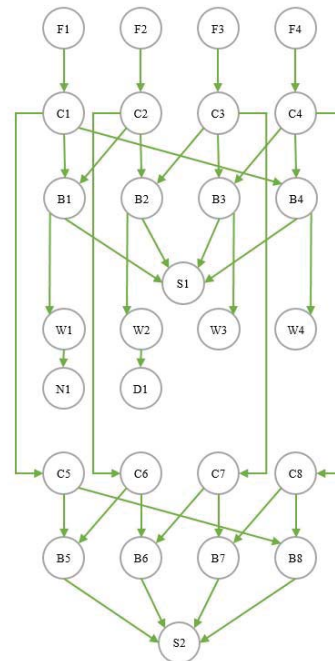 F1 F2 F3 F4
C1 C2 C3 C4
B1 B2 B3 B4
S1
W1 W2 W3 W4
N1 D1
C5 C6 C7 C8
B5 B6 B7 B8
S2